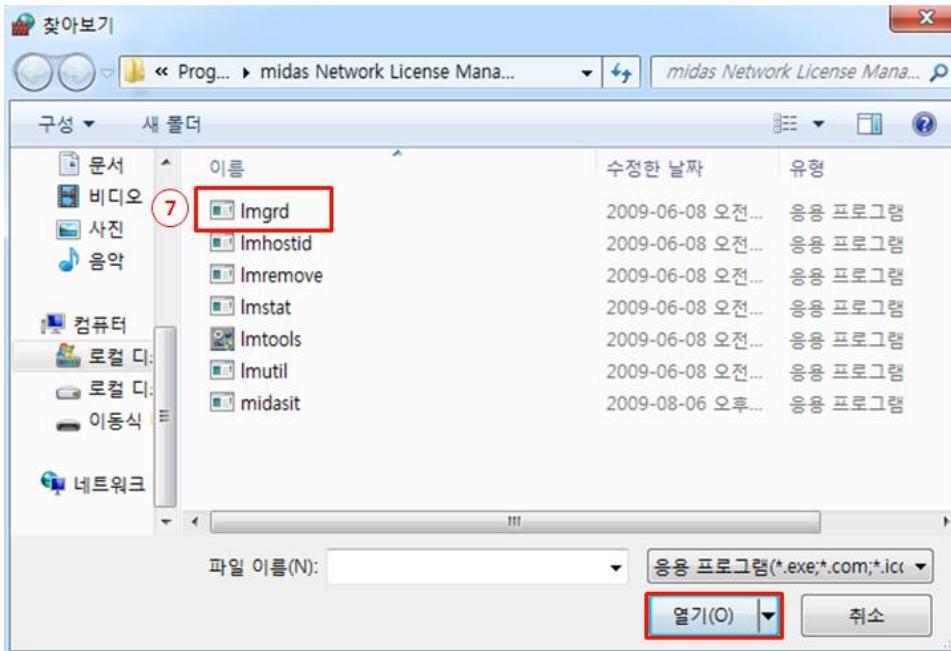 찾아보기
« Prog... ▸ midas Network License Mana...
midas Network License Mana...
구성 ▼ 새 폴더
이름 수정한 날짜 유형
문서
비디오
사진
음악
컴퓨터
로컬 디
로컬 디
이동식
네트워크
7
lmgrd 2009-06-08 오전... 응용 프로그램
lmhostid 2009-06-08 오전... 응용 프로그램
lmremove 2009-06-08 오전... 응용 프로그램
lmstat 2009-06-08 오전... 응용 프로그램
lmtools 2009-06-08 오전... 응용 프로그램
lmutil 2009-06-08 오전... 응용 프로그램
midasit 2009-08-06 오후... 응용 프로그램
파일 이름(N):
응용 프로그램(*.exe;*.com;*.ic
열기(O) 취소